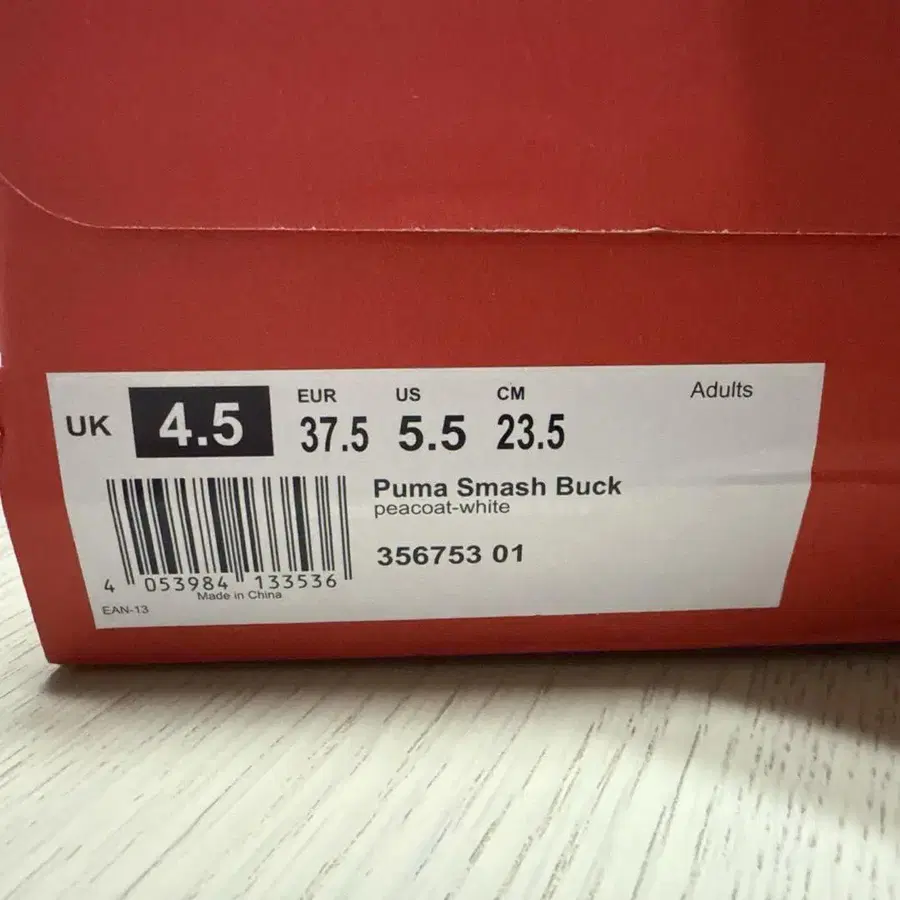 UK 4.5
EUR US CM
37.5 5.5 23.5
Adults
Puma Smash Buck
peacoat-white
356753 01
4 053984 133536
Made in China
EAN-13